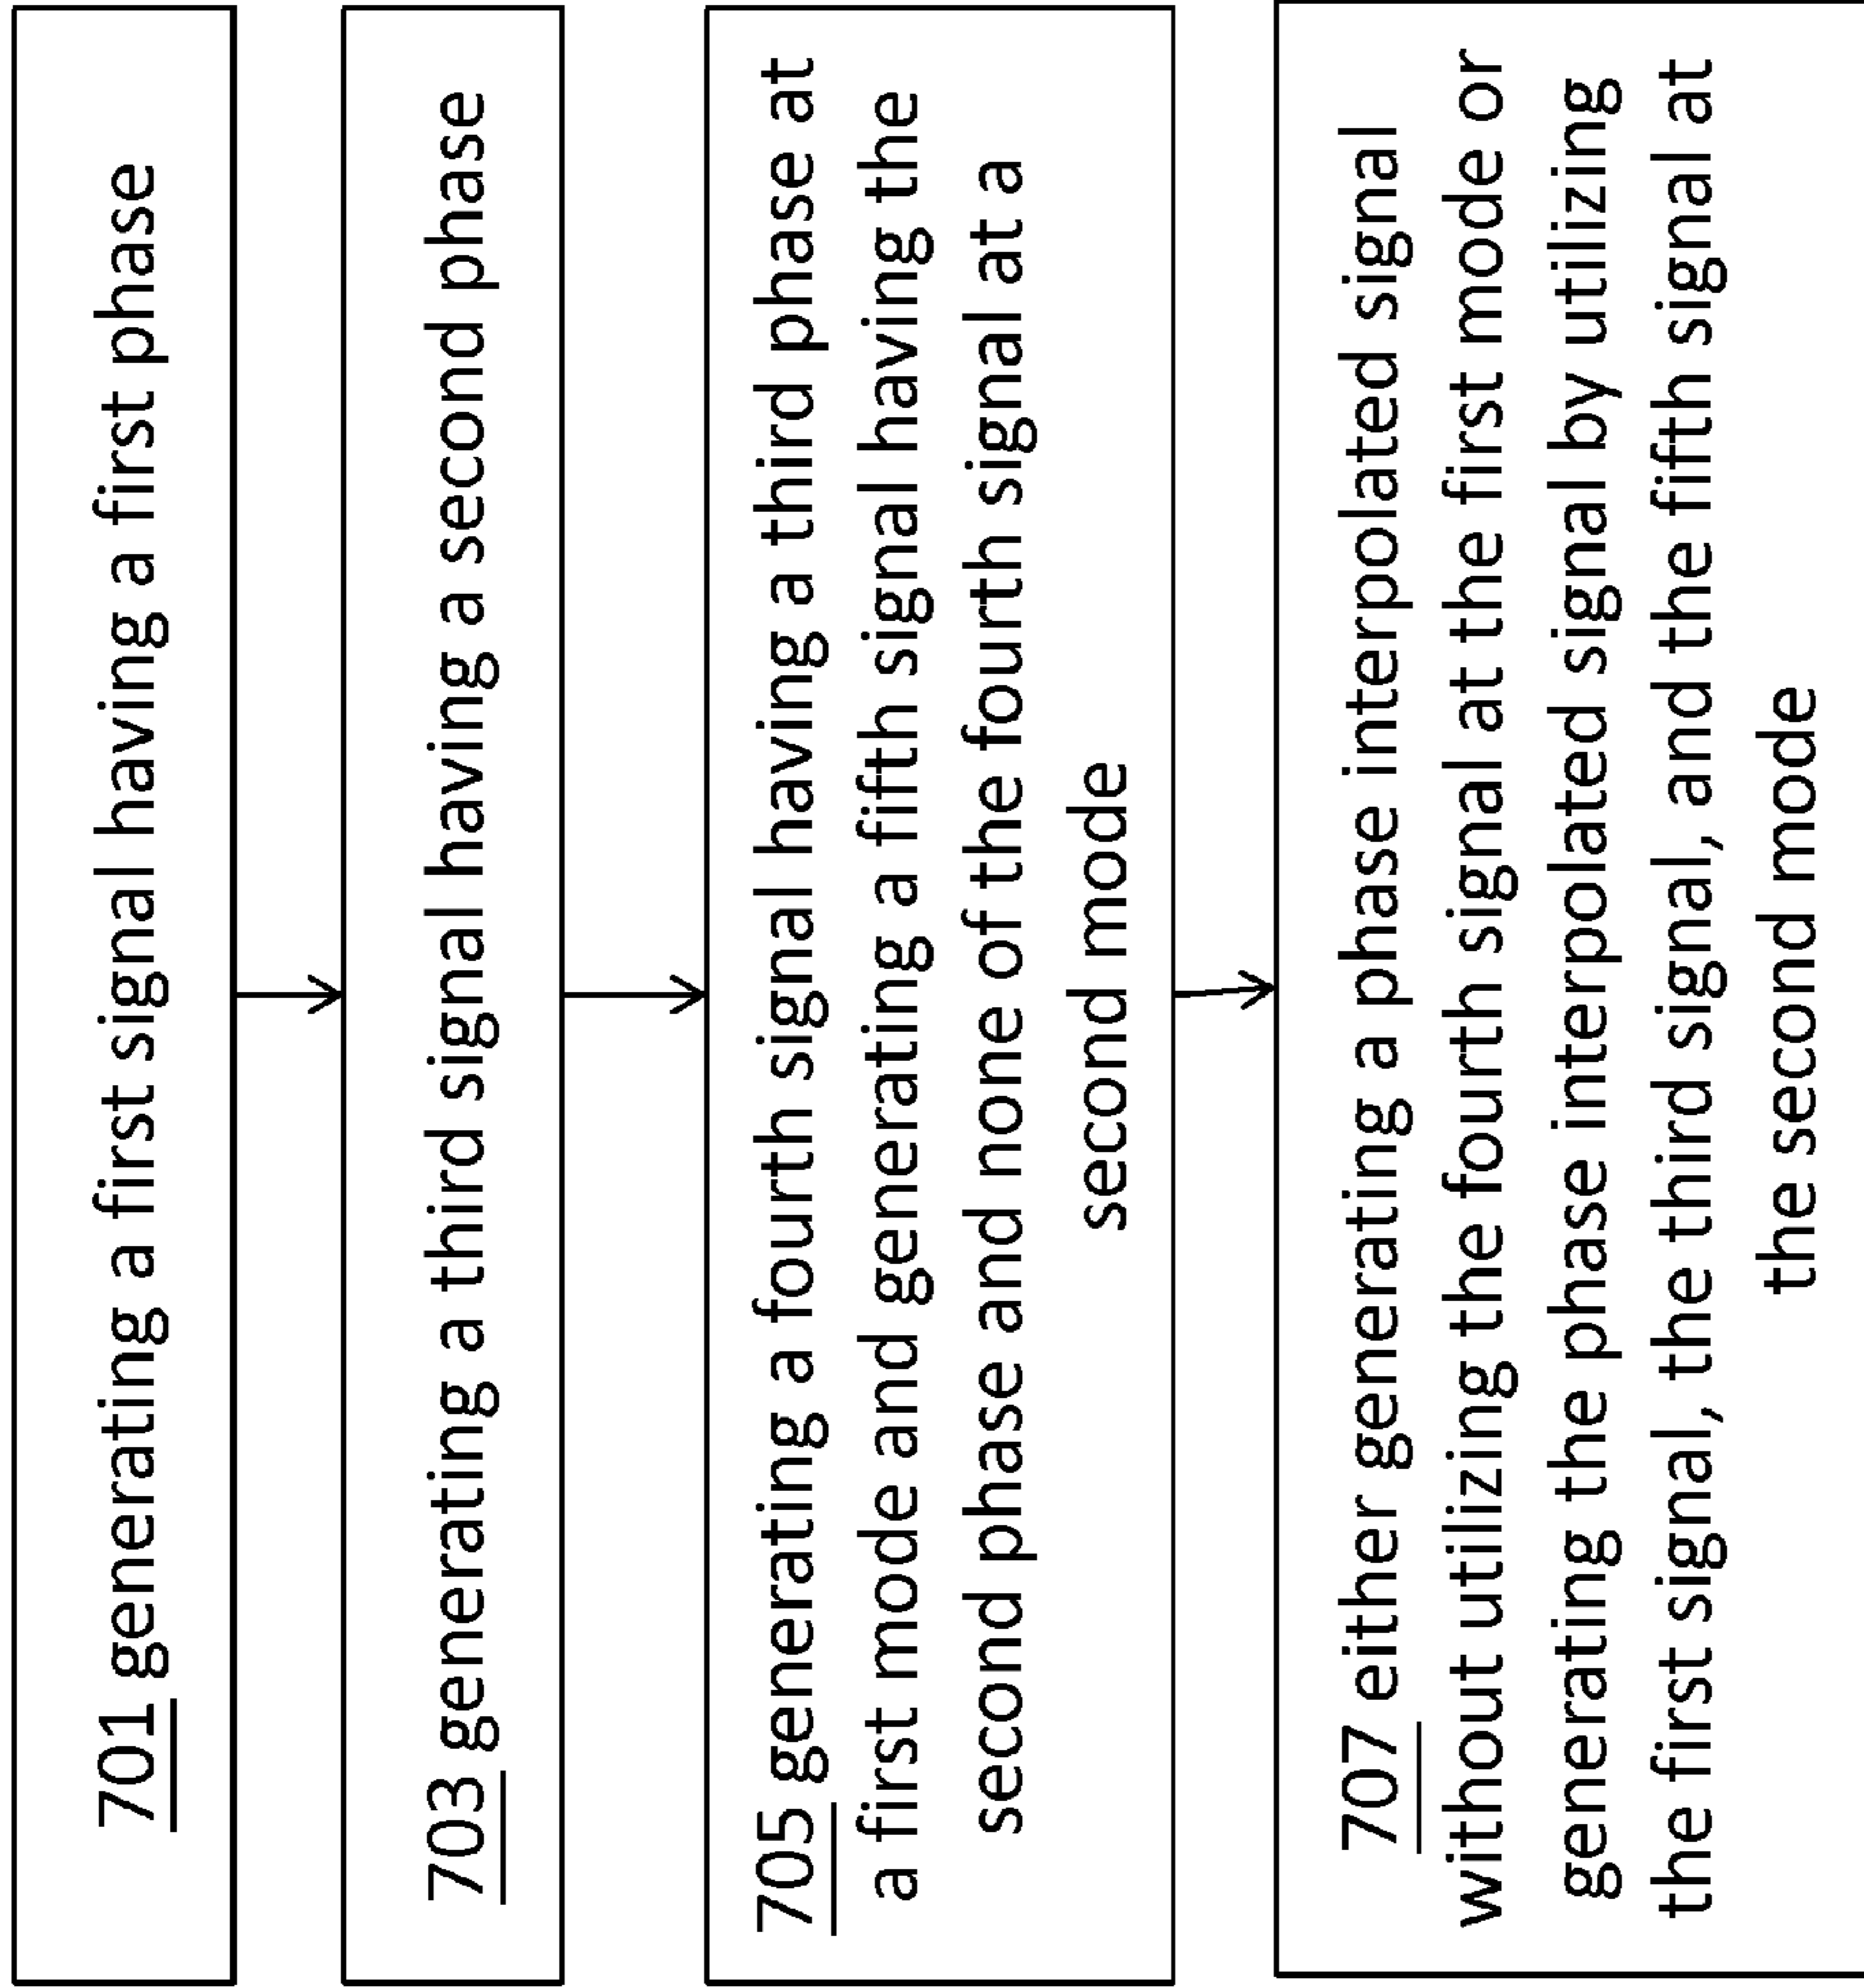 701 generating a first signal having a first phase
703 generating a third signal having a second phase
705 generating a fourth signal having a third phase at
a first mode and generating a fifth signal having the
second phase and none of the fourth signal at a
second mode
707 either generating a phase interpolated signal
without utilizing the fourth signal at the first mode or
generating the phase interpolated signal by utilizing
the first signal, the third signal, and the fifth signal at
the second mode